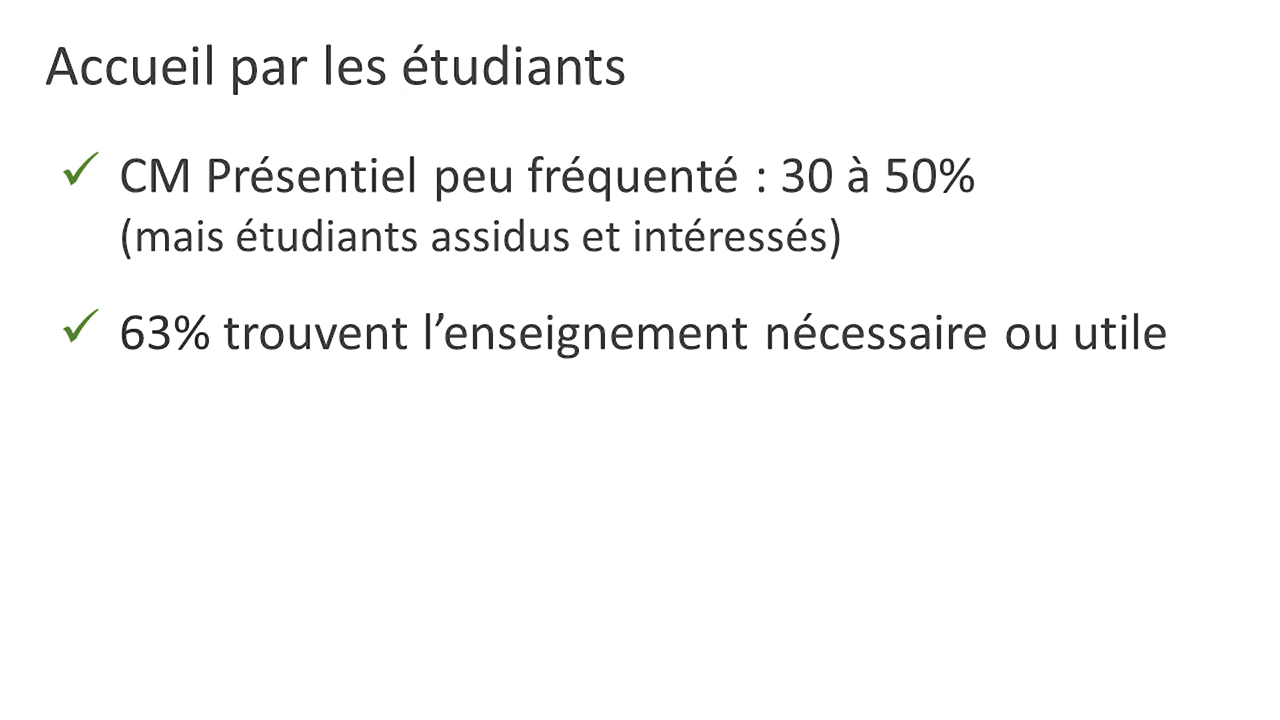 Accueil par les étudiants
✓ CM Présentiel peu fréquenté : 30 à 50%
(mais étudiants assidus et intéressés)
✓ 63% trouvent l’enseignement nécessaire ou utile